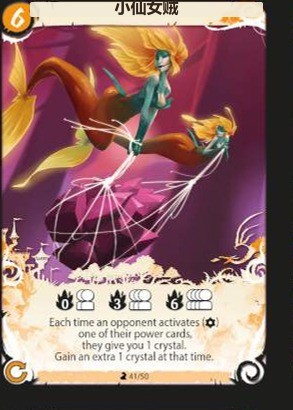 小仙女贼
6
0 3 6
Each time an opponent activates (⚙)
one of their power cards,
they give you 1 crystal.
Gain an extra 1 crystal at that time.
41/50